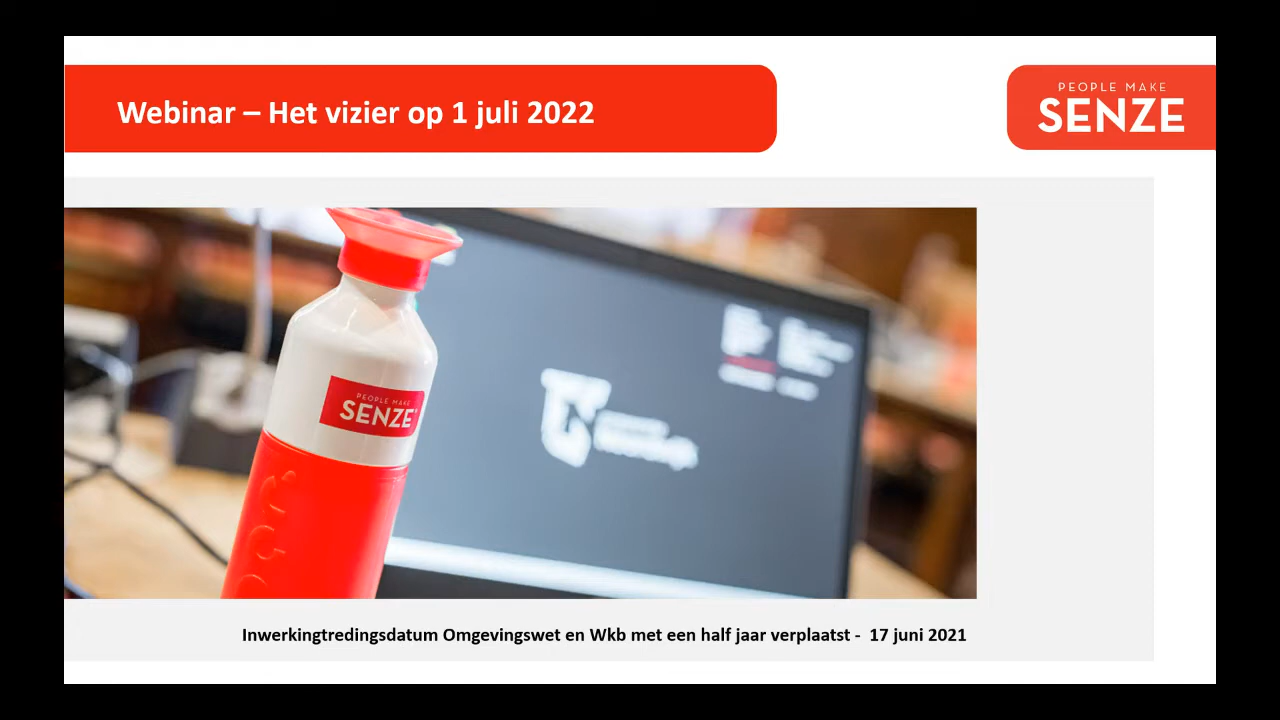 Webinar – Het vizier op 1 juli 2022
PEOPLE MAKE
SENZE
PEOPLE MAKE
SENZE
Inwerkingtredingsdatum Omgevingswet en Wkb met een half jaar verplaatst - 17 juni 2021